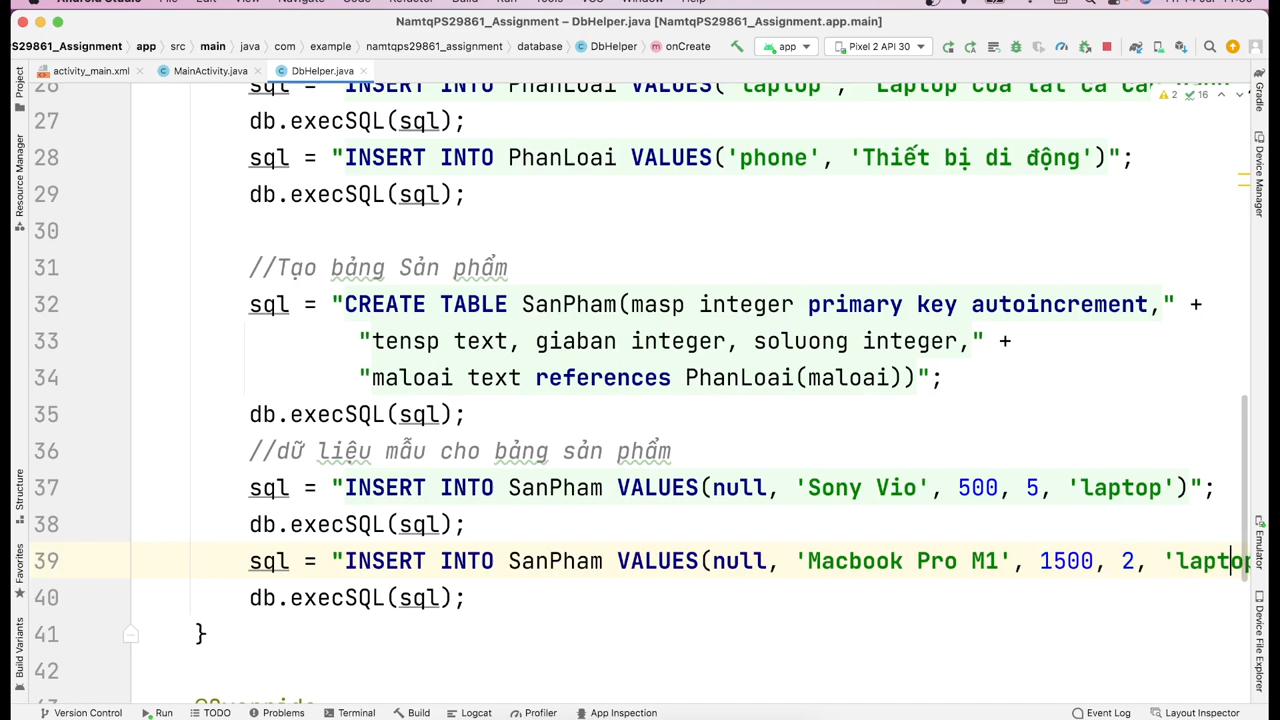 NamtqPS29861_Assignment – DbHelper.java [NamtqPS29861_Assignment.app.main]
S29861_Assignment app src main java com example namtqps29861_assignment database DbHelper onCreate app Pixel 2 API 30
activity_main.xml MainActivity.java DbHelper.java
2 16
27 db.execSQL(sql);
28 sql = "INSERT INTO PhanLoai VALUES('phone', 'Thiết bị di động')";
29 db.execSQL(sql);
30
31 //Tạo bảng Sản phẩm
32 sql = "CREATE TABLE SanPham(masp integer primary key autoincrement," +
33 "tensp text, giaban integer, soluong integer," +
34 "maloai text references PhanLoai(maloai))";
35 db.execSQL(sql);
36 //dữ liệu mẫu cho bảng sản phẩm
37 sql = "INSERT INTO SanPham VALUES(null, 'Sony Vio', 500, 5, 'laptop')";
38 db.execSQL(sql);
39 sql = "INSERT INTO SanPham VALUES(null, 'Macbook Pro M1', 1500, 2, 'laptop
40 db.execSQL(sql);
41 }
42
Project
Resource Manager
Structure
Favorites
Build Variants
Gradle
Device Manager
Emulator
Device File Explorer
Version Control Run TODO Problems Terminal Build Logcat Profiler App Inspection Event Log Layout Inspector